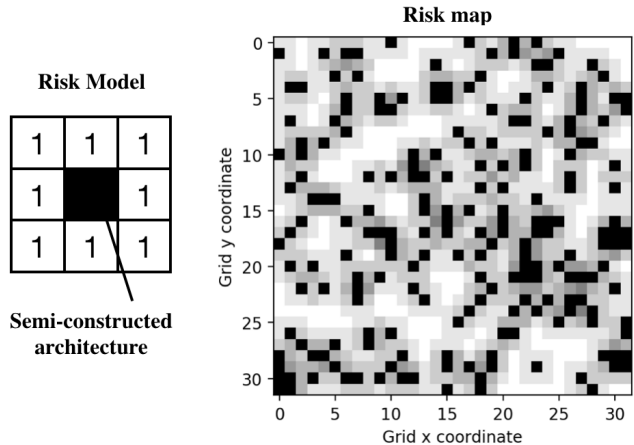 Risk map
Risk Model
1 1 1
1 1
1 1 1
Semi-constructed
architecture
Grid y coordinate
0
5
10
15
20
25
30
0 5 10 15 20 25 30
Grid x coordinate